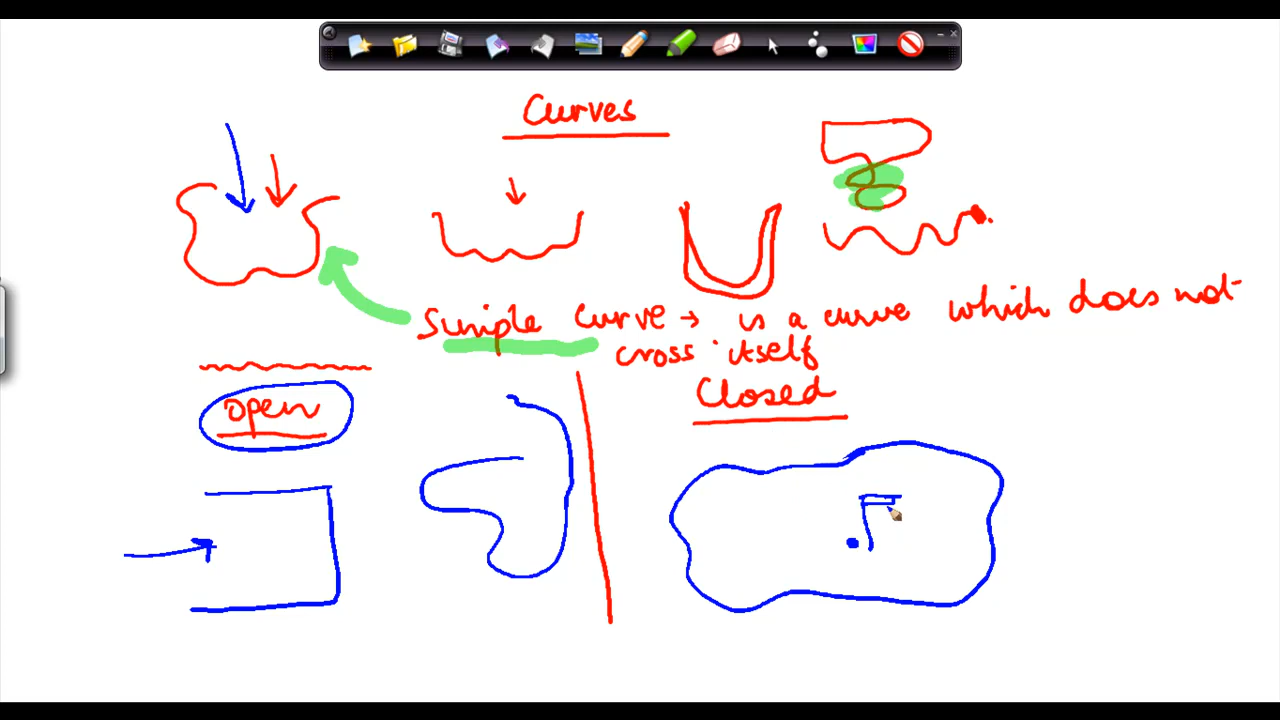 Curves
Simple curve → is a curve which does not
cross itself
Open
Closed